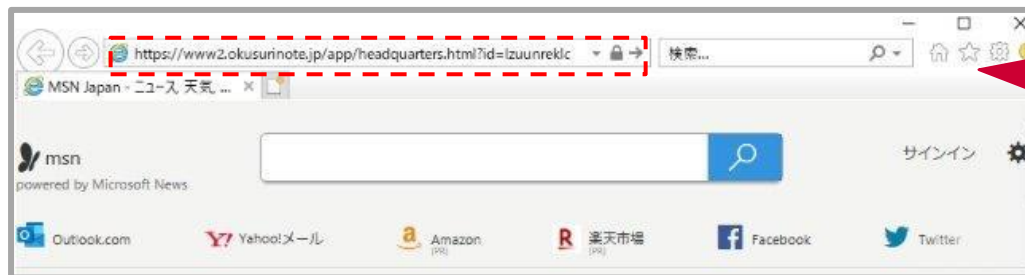 https://www2.okusurinote.jp/app/headquarters.html?id=lzuunreklc
検索...
MSN Japan - ニュース 天気, ...
msn
powered by Microsoft News
サインイン
Outlook.com
Yahoo!メール
a Amazon
[PR]
R 楽天市場
[PR]
Facebook
Twitter